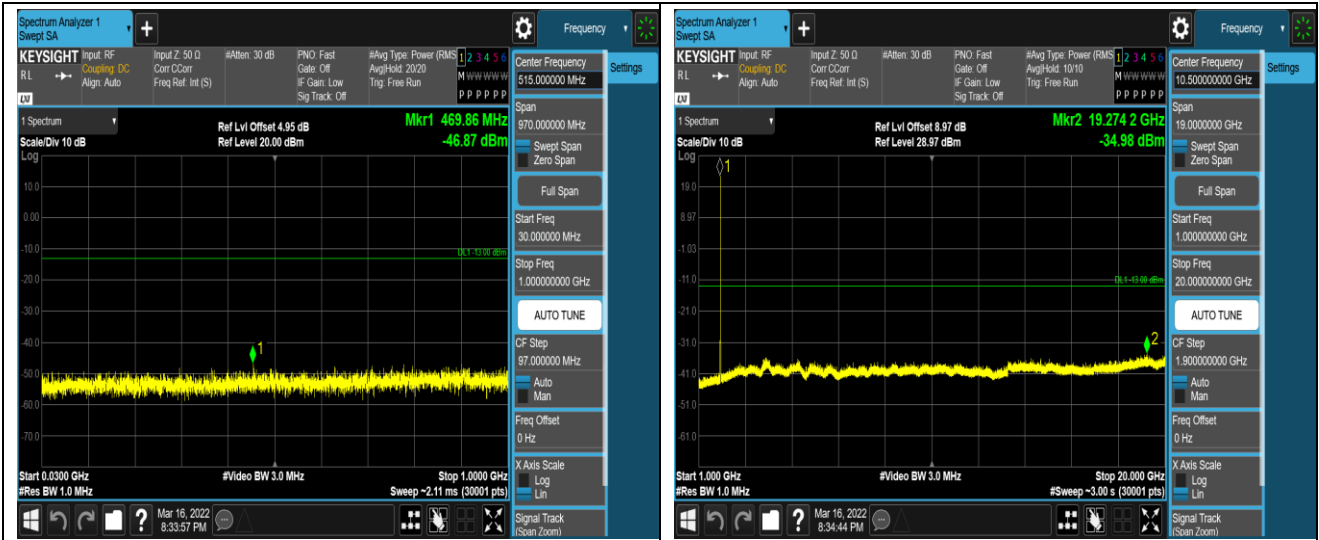 Spectrum Analyzer 1
Swept SA
+
Frequency
KEYSIGHT
Input: RF
Input Z: 50 Ω
#Atten: 30 dB
PNO: Fast
#Avg Type: Power (RMS
1 2 3 4 5 6
RL
Coupling: DC
Corr CCorr
Gate: Off
Avg|Hold: 20/20
M W W W W W
Align: Auto
Freq Ref: Int (S)
IF Gain: Low
Trig: Free Run
Sig Track: Off
P P P P P P
1 Spectrum
Ref Lvl Offset 4.95 dB
Mkr1 469.86 MHz
Scale/Div 10 dB
Ref Level 20.00 dBm
-46.87 dBm
Log
1
10.0
0.00
-10.0
DL1 -13.00 dBm
-20.0
-30.0
-40.0
-50.0
-60.0
-70.0
Start 0.0300 GHz
#Video BW 3.0 MHz
Stop 1.0000 GHz
#Res BW 1.0 MHz
Sweep ~2.11 ms (30001 pts)
Center Frequency
515.000000 MHz
Settings
Span
970.000000 MHz
Swept Span
Zero Span
Full Span
Start Freq
30.000000 MHz
Stop Freq
1.000000000 GHz
AUTO TUNE
CF Step
97.000000 MHz
Auto
Man
Freq Offset
0 Hz
X Axis Scale
Log
Lin
Signal Track
(Span Zoom)
?
Mar 16, 2022
8:33:57 PM
Spectrum Analyzer 1
Swept SA
+
Frequency
KEYSIGHT
Input: RF
Input Z: 50 Ω
#Atten: 30 dB
PNO: Fast
#Avg Type: Power (RMS
1 2 3 4 5 6
RL
Coupling: DC
Corr CCorr
Gate: Off
Avg|Hold: 10/10
M W W W W W
Align: Auto
Freq Ref: Int (S)
IF Gain: Low
Trig: Free Run
Sig Track: Off
P P P P P P
1 Spectrum
Ref Lvl Offset 8.97 dB
Mkr2 19.274 2 GHz
Scale/Div 10 dB
Ref Level 28.97 dBm
-34.98 dBm
Log
1
19.0
8.97
-1.03
-11.0
DL1 -13.00 dBm
-21.0
-31.0
2
-41.0
-51.0
-61.0
Start 1.000 GHz
#Video BW 3.0 MHz
Stop 20.000 GHz
#Res BW 1.0 MHz
#Sweep ~3.00 s (30001 pts)
Center Frequency
10.500000000 GHz
Settings
Span
19.0000000 GHz
Swept Span
Zero Span
Full Span
Start Freq
1.000000000 GHz
Stop Freq
20.000000000 GHz
AUTO TUNE
CF Step
1.900000000 GHz
Auto
Man
Freq Offset
0 Hz
X Axis Scale
Log
Lin
Signal Track
(Span Zoom)
?
Mar 16, 2022
8:34:44 PM